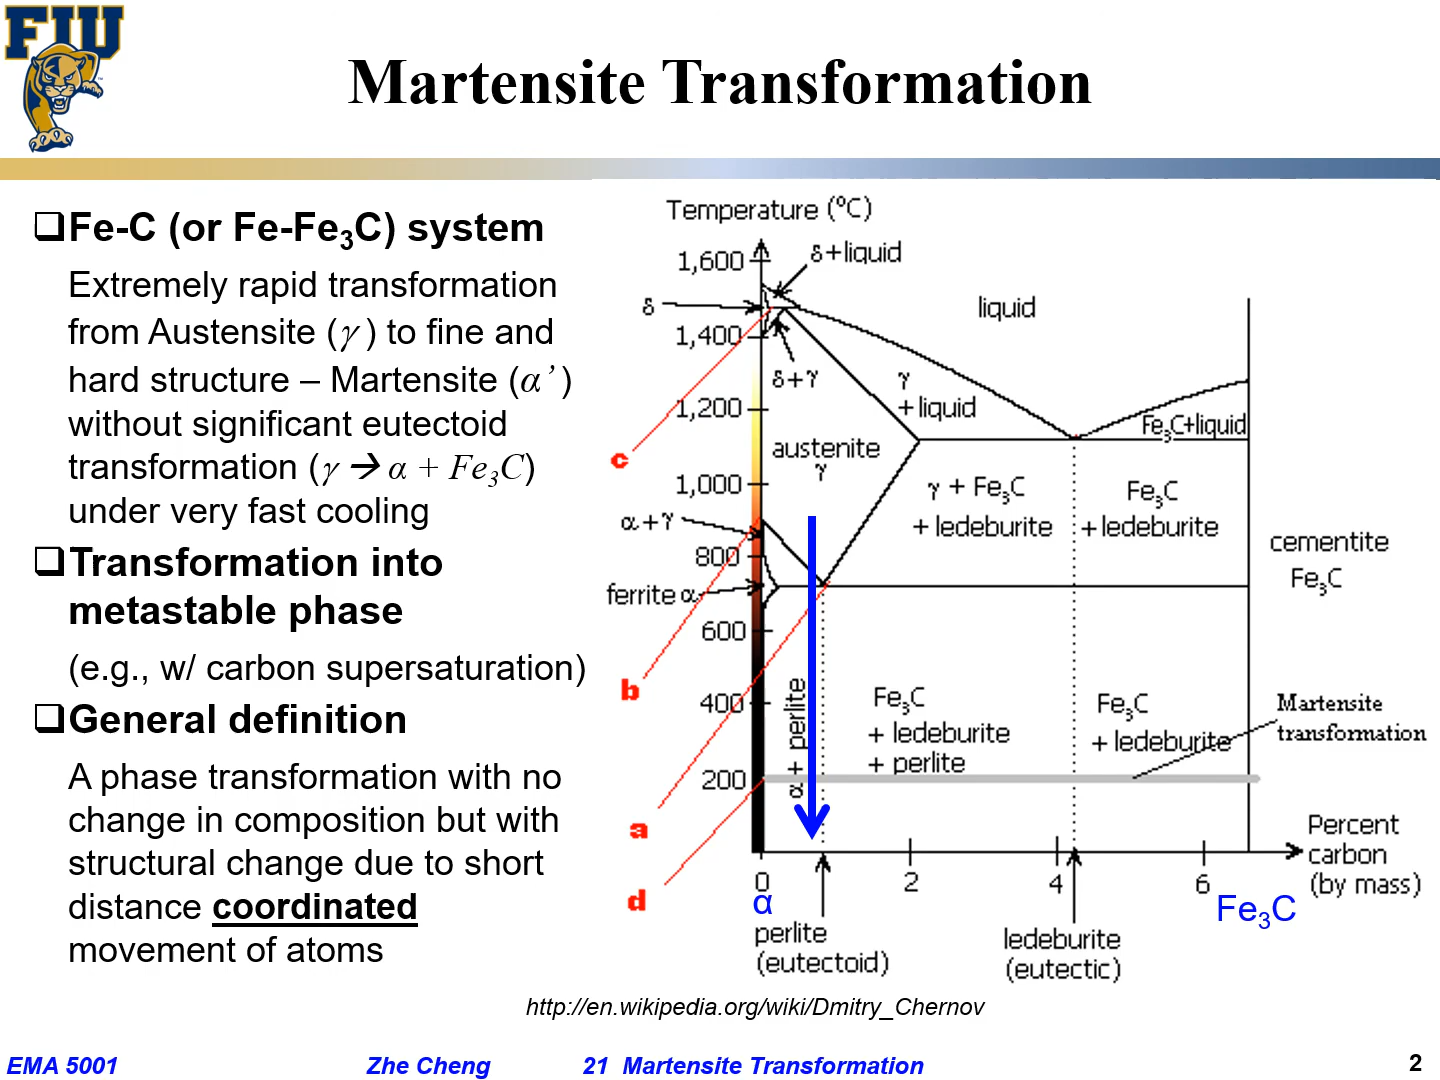 FIU
Martensite Transformation
❑Fe-C (or Fe-Fe₃C) system
Extremely rapid transformation
from Austensite (γ ) to fine and
hard structure – Martensite (α’ )
without significant eutectoid
transformation (γ → α + Fe₃C)
under very fast cooling
❑Transformation into
metastable phase
(e.g., w/ carbon supersaturation)
❑General definition
A phase transformation with no
change in composition but with
structural change due to short
distance coordinated
movement of atoms
Temperature (ºC)
1,600
δ+liquid
δ
liquid
1,400
δ+γ
γ
+ liquid
1,200
Fe₃C+liquid
austenite
γ
c
1,000
γ + Fe₃C
+ ledeburite
Fe₃C
+ ledeburite
α+γ
800
cementite
Fe₃C
ferrite α
600
b
400
α + perlite
Fe₃C
+ ledeburite
+ perlite
Fe₃C
+ ledeburite
Martensite
transformation
200
a
d
Percent
carbon
(by mass)
0
2
4
6
α
Fe₃C
perlite
(eutectoid)
ledeburite
(eutectic)
http://en.wikipedia.org/wiki/Dmitry_Chernov
EMA 5001
Zhe Cheng
21 Martensite Transformation
2